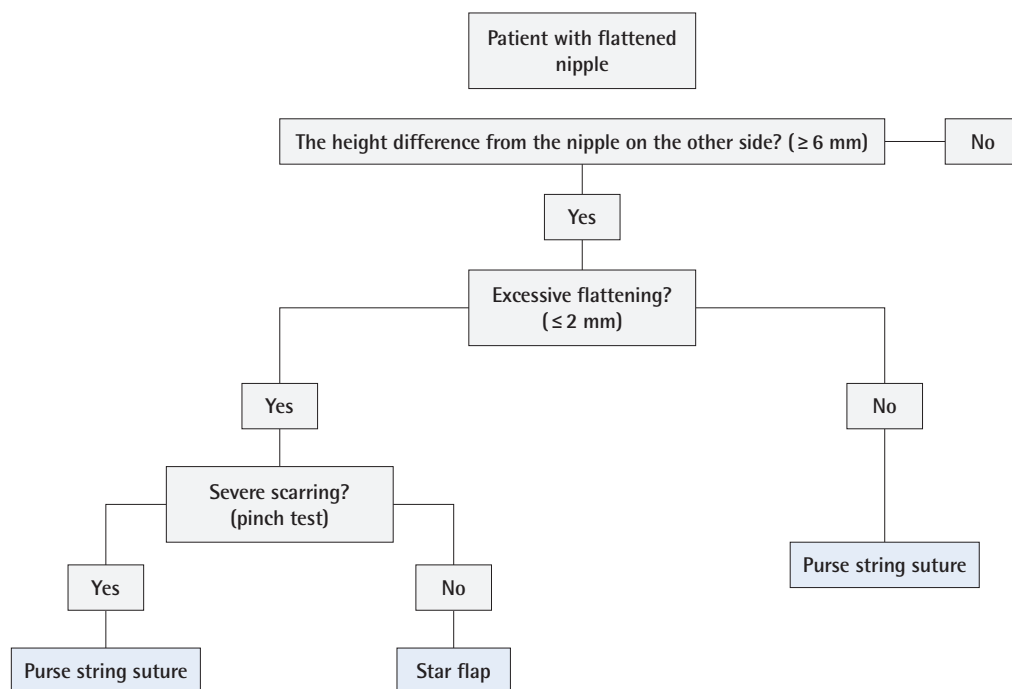 Patient with flattened
nipple
The height difference from the nipple on the other side? (≥ 6 mm)
No
Yes
Excessive flattening?
(≤ 2 mm)
Yes
No
Severe scarring?
(pinch test)
Purse string suture
Yes
No
Purse string suture
Star flap